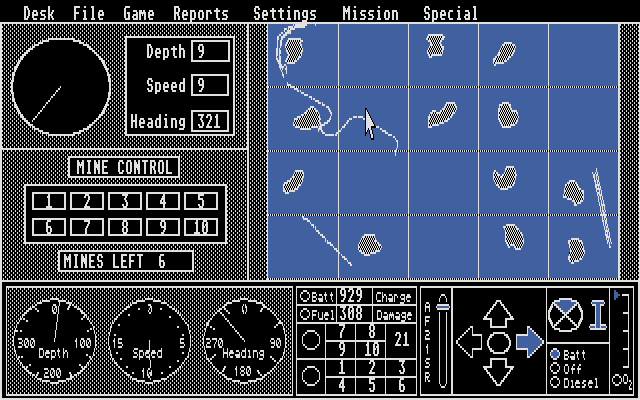 Desk File Game Reports Settings Mission Special
Depth 9
Speed 9
Heading 321
MINE CONTROL
1 2 3 4 5
6 7 8 9 10
MINES LEFT 6
0
300 100
Depth
200
0
15 5
Speed
10
0
270 90
Heading
180
Batt 929 Charge
Fuel 308 Damage
7 8 21
9 10
1 2 3
4 5 6
A
F
2
1
S
R
Batt
Off
Diesel
O2